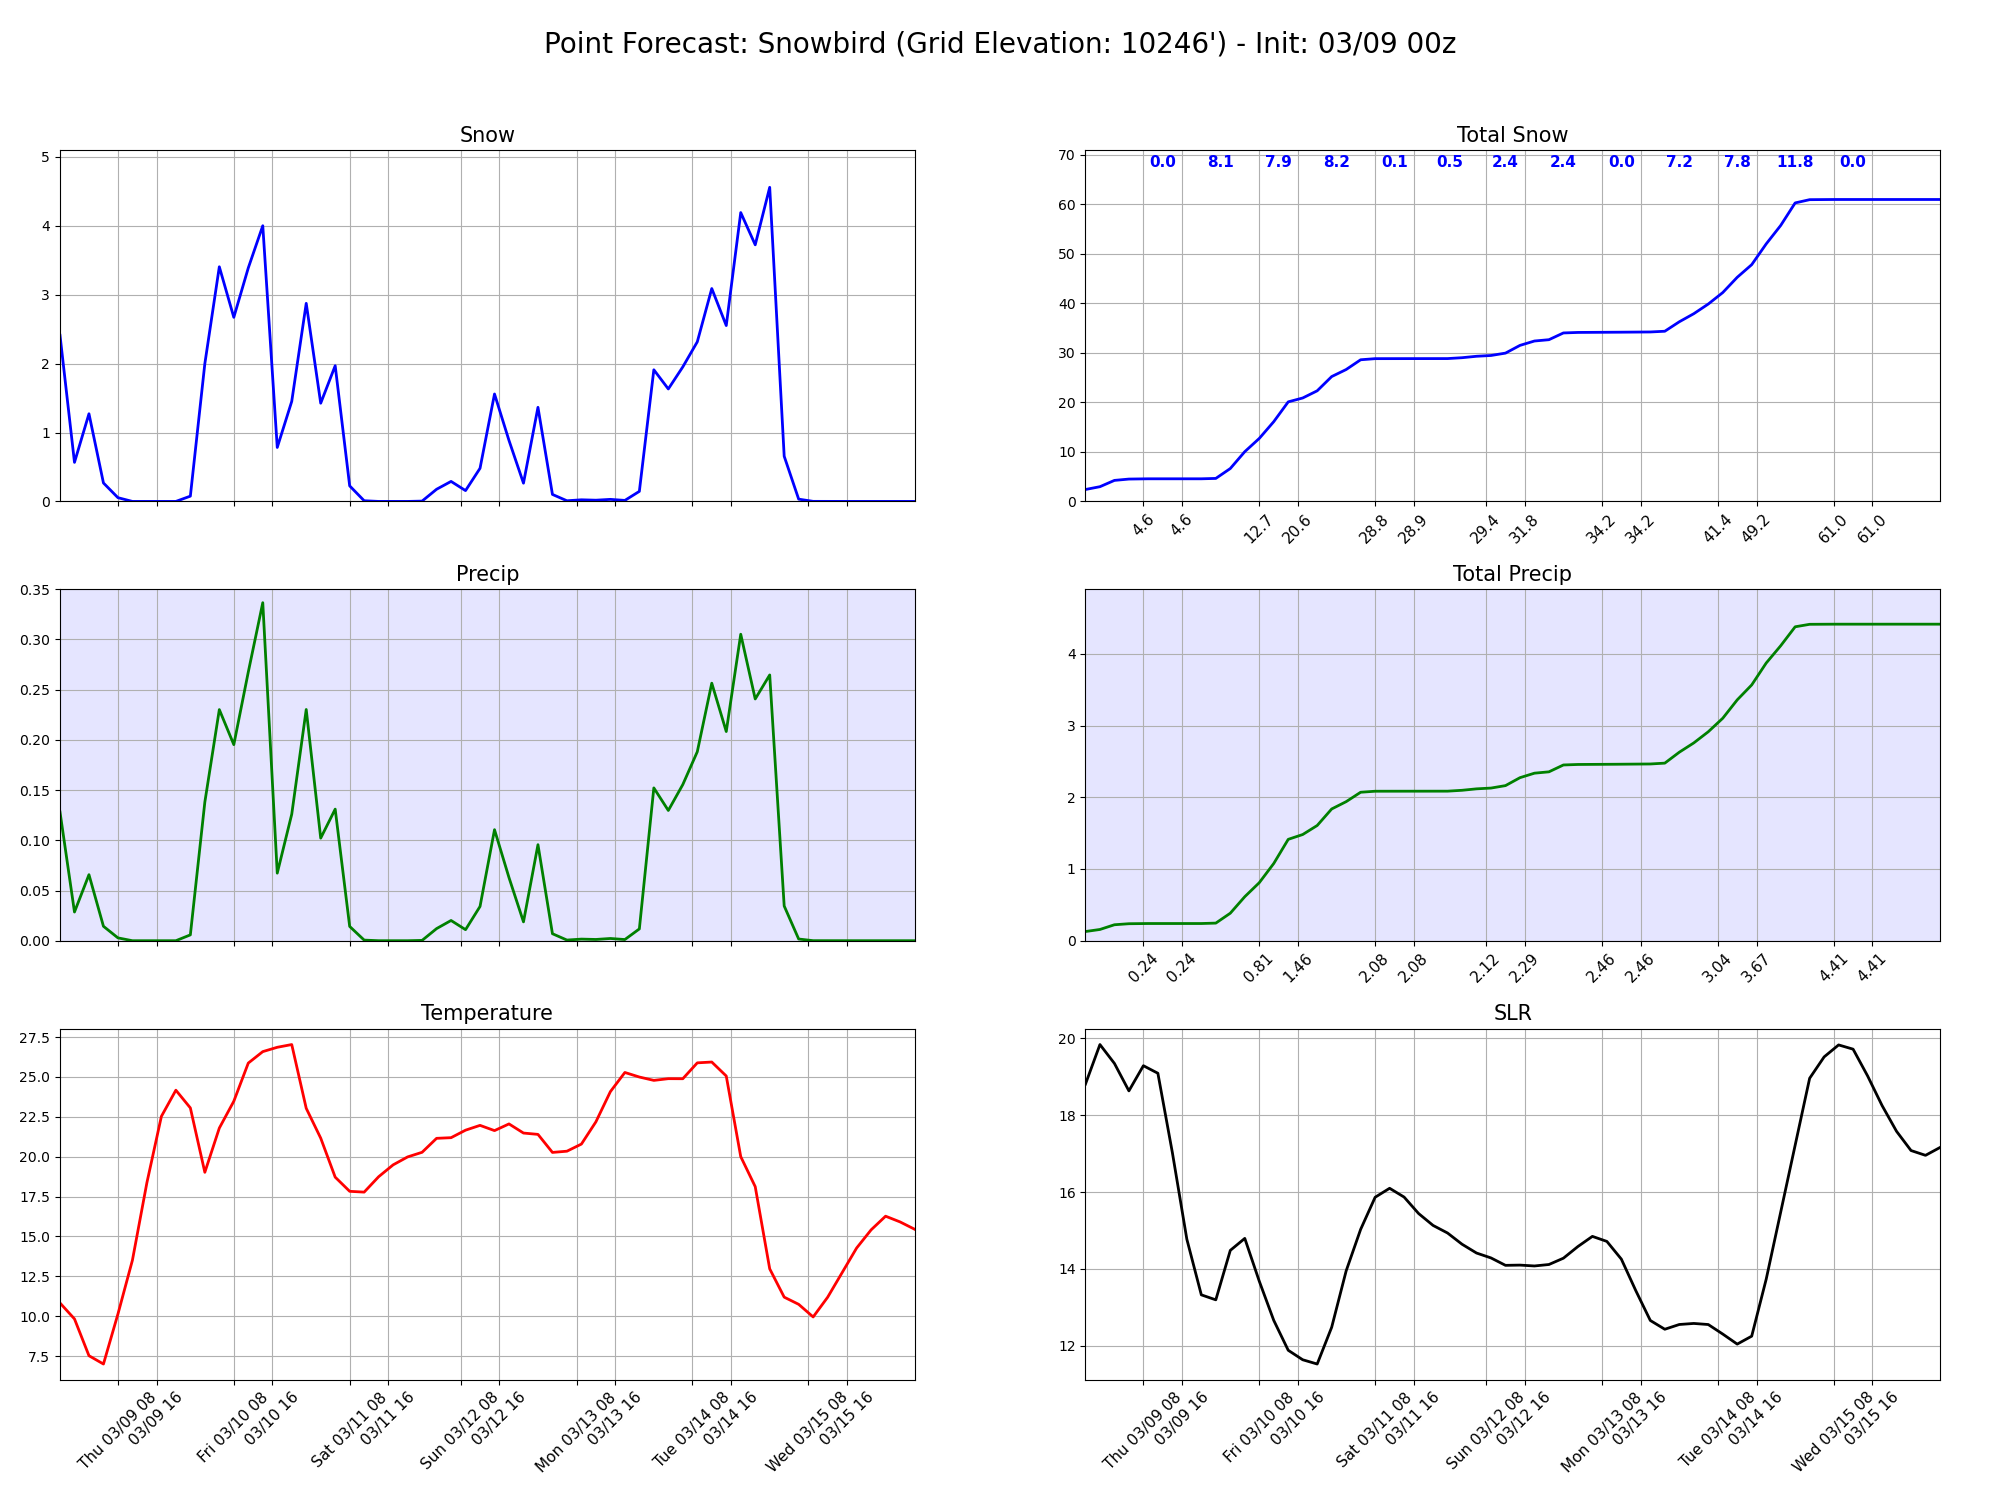 Point Forecast: Snowbird (Grid Elevation: 10246') - Init: 03/09 00z
Snow
5
4
3
2
1
0
Total Snow
70
60
50
40
30
20
10
0
0.0 8.1 7.9 8.2 0.1 0.5 2.4 2.4 0.0 7.2 7.8 11.8 0.0
4.6 4.6 12.7 20.6 28.8 28.9 29.4 31.8 34.2 34.2 41.4 49.2 61.0 61.0
Precip
0.35
0.30
0.25
0.20
0.15
0.10
0.05
0.00
Total Precip
4
3
2
1
0
0.24 0.24 0.81 1.46 2.08 2.08 2.12 2.29 2.46 2.46 3.04 3.67 4.41 4.41
Temperature
27.5
25.0
22.5
20.0
17.5
15.0
12.5
10.0
7.5
Thu 03/09 08
03/09 16
Fri 03/10 08
03/10 16
Sat 03/11 08
03/11 16
Sun 03/12 08
03/12 16
Mon 03/13 08
03/13 16
Tue 03/14 08
03/14 16
Wed 03/15 08
03/15 16
SLR
20
18
16
14
12
Thu 03/09 08
03/09 16
Fri 03/10 08
03/10 16
Sat 03/11 08
03/11 16
Sun 03/12 08
03/12 16
Mon 03/13 08
03/13 16
Tue 03/14 08
03/14 16
Wed 03/15 08
03/15 16